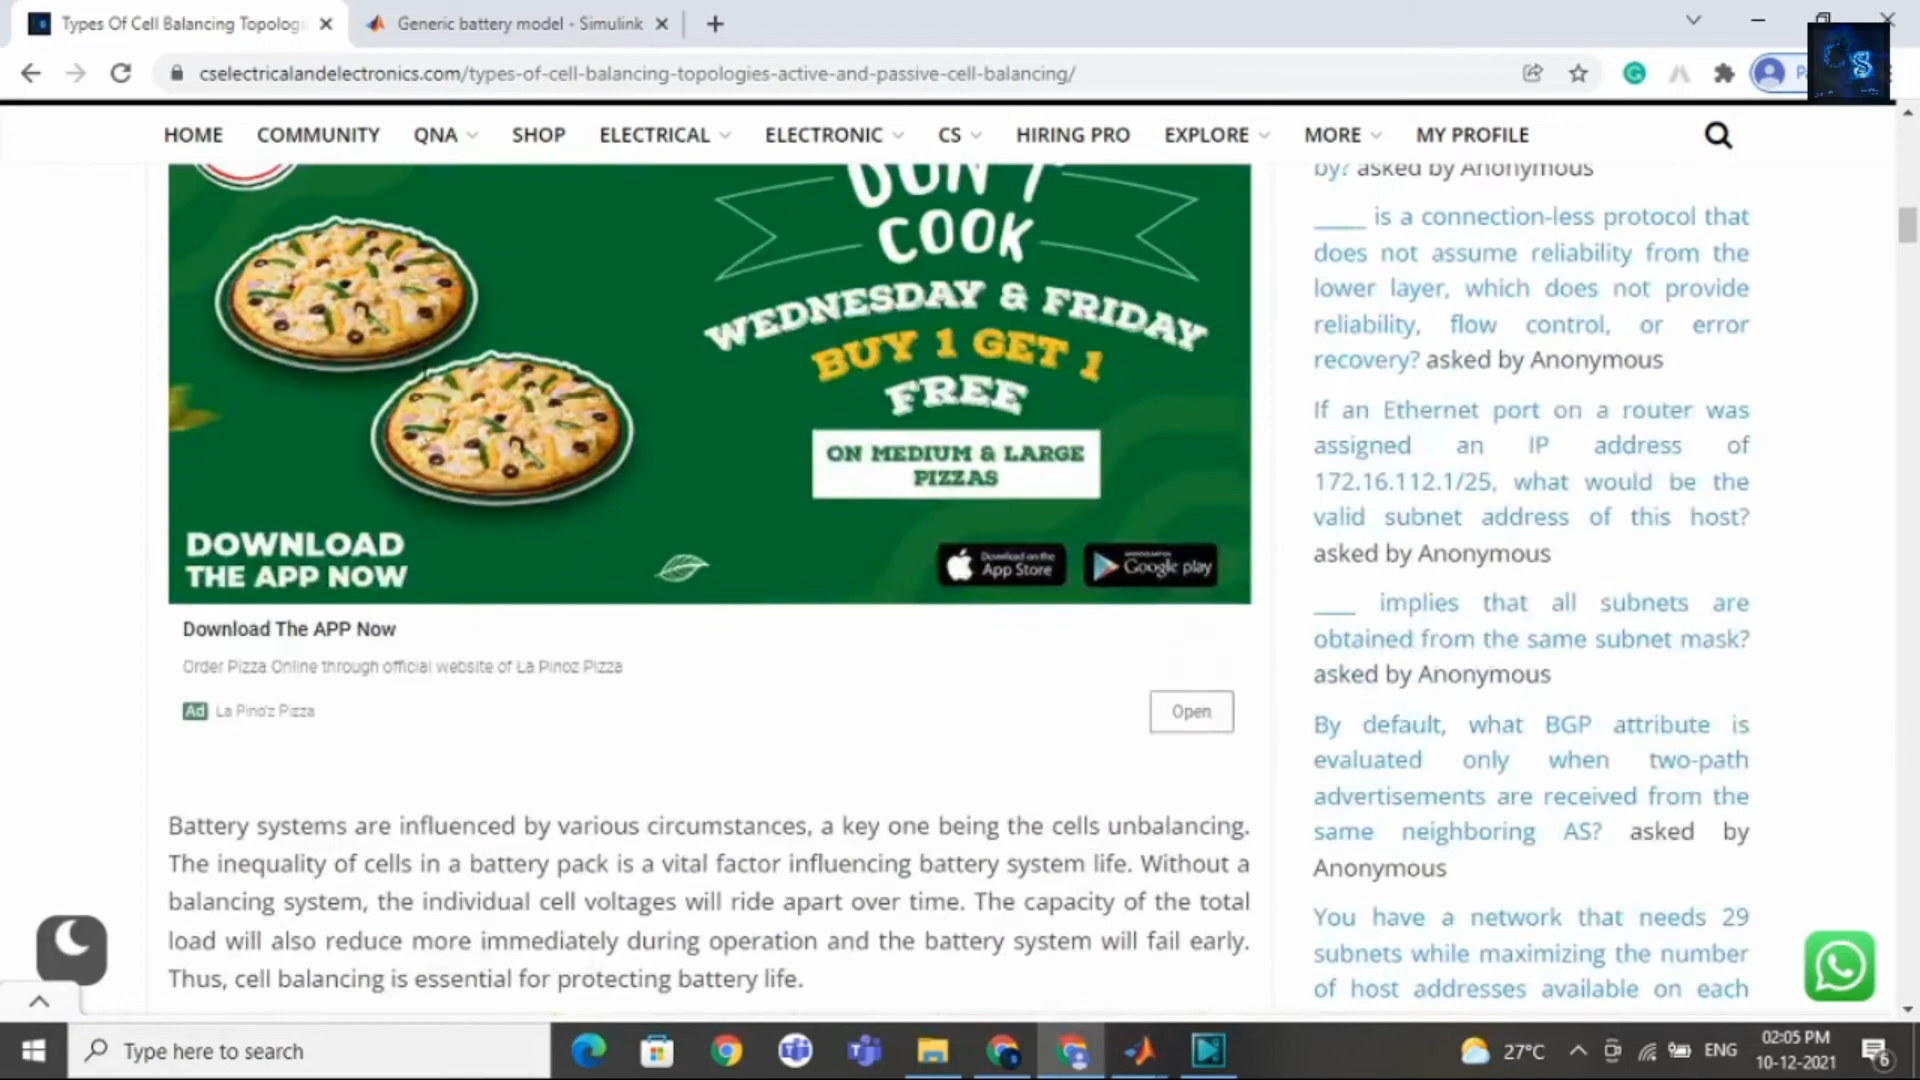 Types Of Cell Balancing Topologi
Generic battery model - Simulink
cselectricalandelectronics.com/types-of-cell-balancing-topologies-active-and-passive-cell-balancing/
CS
HOME
COMMUNITY
QNA
SHOP
ELECTRICAL
ELECTRONIC
CS
HIRING PRO
EXPLORE
MORE
MY PROFILE
DON'T
COOK
WEDNESDAY & FRIDAY
BUY 1 GET 1
FREE
ON MEDIUM & LARGE
PIZZAS
DOWNLOAD
THE APP NOW
Download on the
App Store
Google play
Download The APP Now
Order Pizza Online through official website of La Pinoz Pizza
Ad La Pino'z Pizza
Open
Battery systems are influenced by various circumstances, a key one being the cells unbalancing.
The inequality of cells in a battery pack is a vital factor influencing battery system life. Without a
balancing system, the individual cell voltages will ride apart over time. The capacity of the total
load will also reduce more immediately during operation and the battery system will fail early.
Thus, cell balancing is essential for protecting battery life.
by? asked by Anonymous
_____ is a connection-less protocol that
does not assume reliability from the
lower layer, which does not provide
reliability, flow control, or error
recovery? asked by Anonymous
If an Ethernet port on a router was
assigned an IP address of
172.16.112.1/25, what would be the
valid subnet address of this host?
asked by Anonymous
____ implies that all subnets are
obtained from the same subnet mask?
asked by Anonymous
By default, what BGP attribute is
evaluated only when two-path
advertisements are received from the
same neighboring AS? asked by
Anonymous
You have a network that needs 29
subnets while maximizing the number
of host addresses available on each
Type here to search
27°C
ENG
02:05 PM
10-12-2021
6